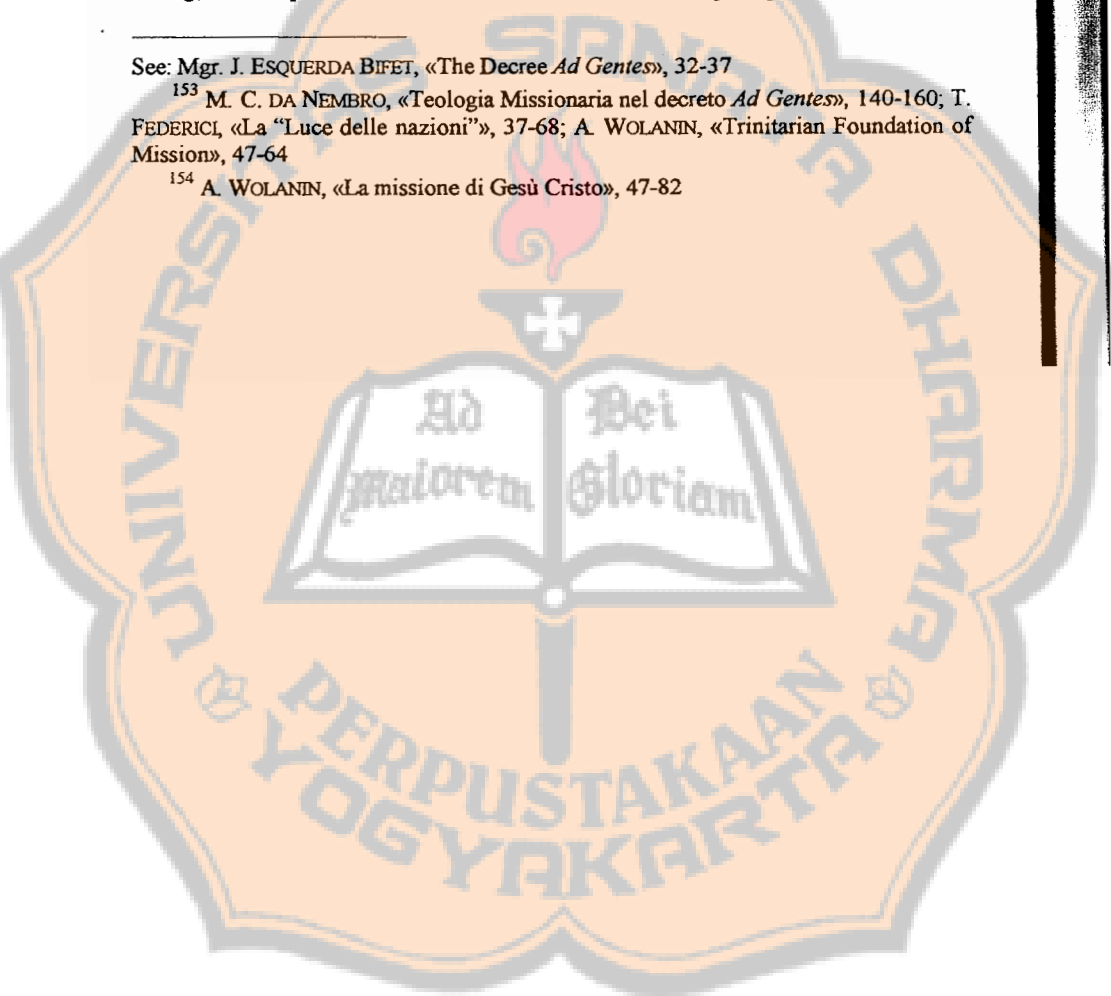 See: Mgr. J. ESQUERDA BIFET, «The Decree Ad Gentes», 32-37
153 M. C. DA NEMBRO, «Teologia Missionaria nel decreto Ad Gentes», 140-160; T.
FEDERICI, «La “Luce delle nazioni”», 37-68; A. WOLANIN, «Trinitarian Foundation of
Mission», 47-64
154 A. WOLANIN, «La missione di Gesù Cristo», 47-82
UNIVERSITAS SANATA DHARMA
Ad Dei
maiorem Gloriam
PERPUSTAKAAN
YOGYAKARTA